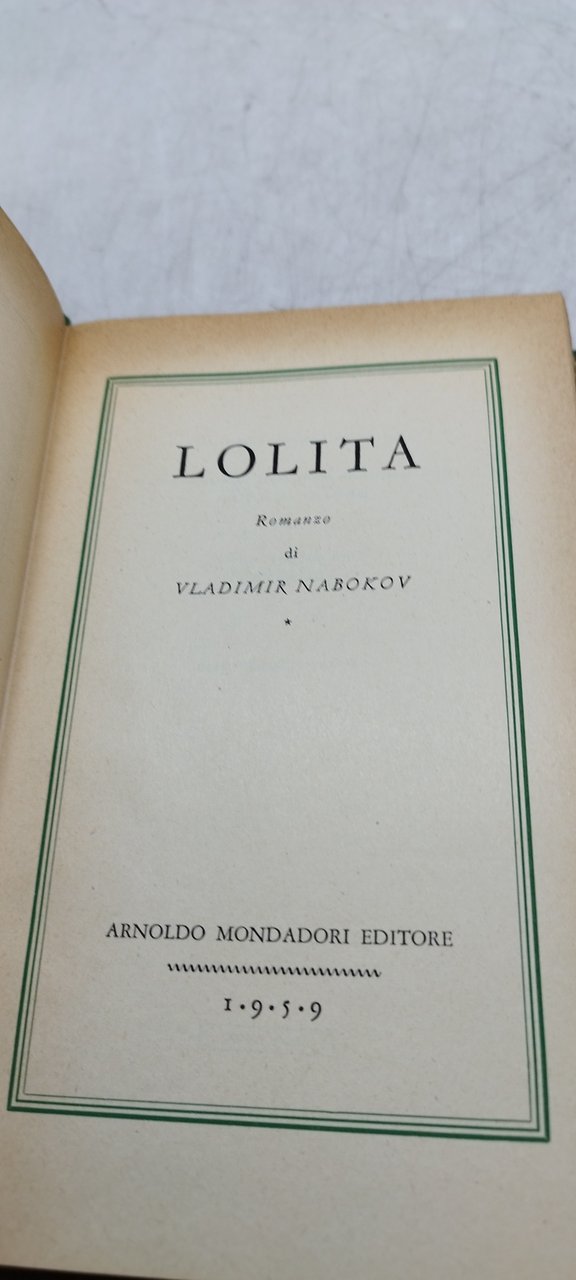 LOLITA
Romanzo
di
VLADIMIR NABOKOV
*
ARNOLDO MONDADORI EDITORE
1•9•5•9